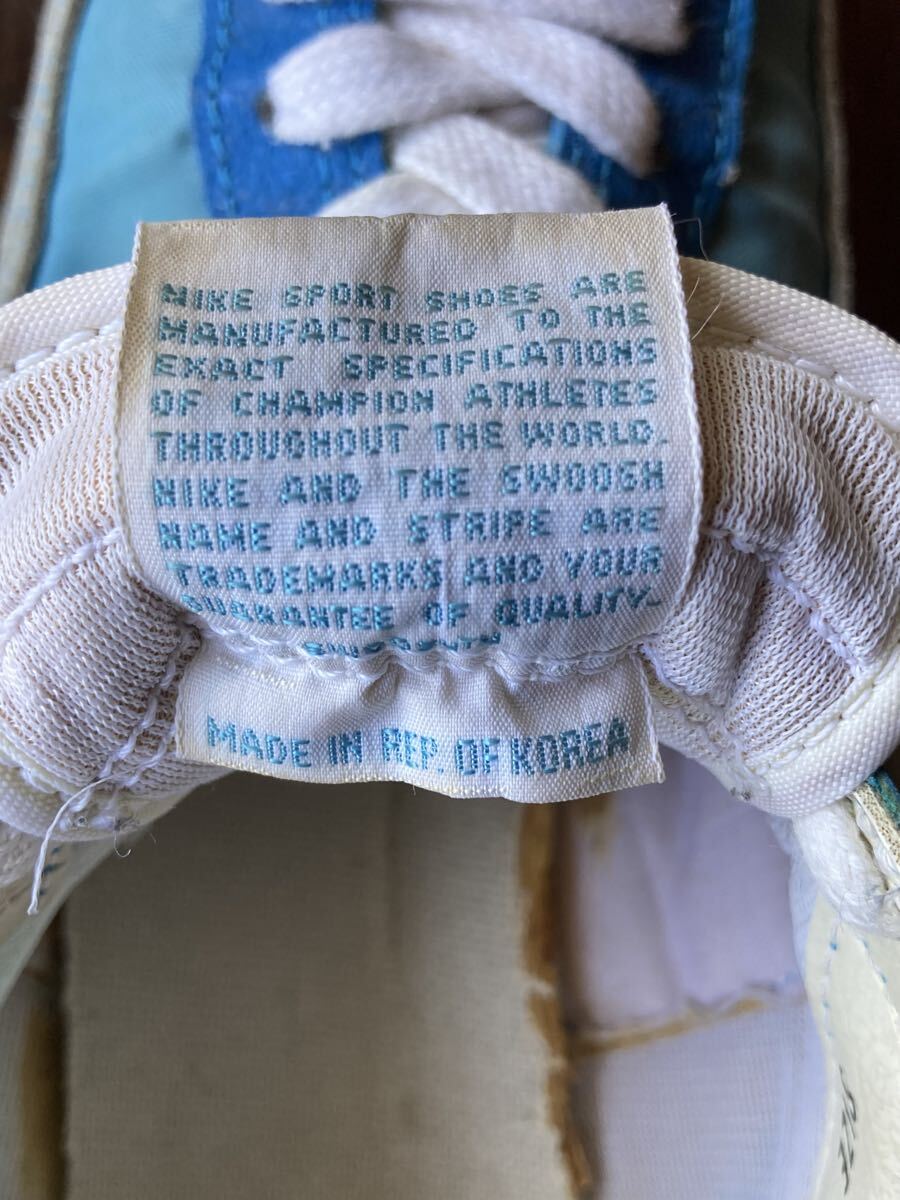 NIKE SPORT SHOES ARE
MANUFACTURED TO THE
EXACT SPECIFICATIONS
OF CHAMPION ATHLETES
THROUGHOUT THE WORLD.
NIKE AND THE SWOOSH
NAME AND STRIPE ARE
TRADEMARKS AND YOUR
GUARANTEE OF QUALITY.
MADE IN REP. OF KOREA